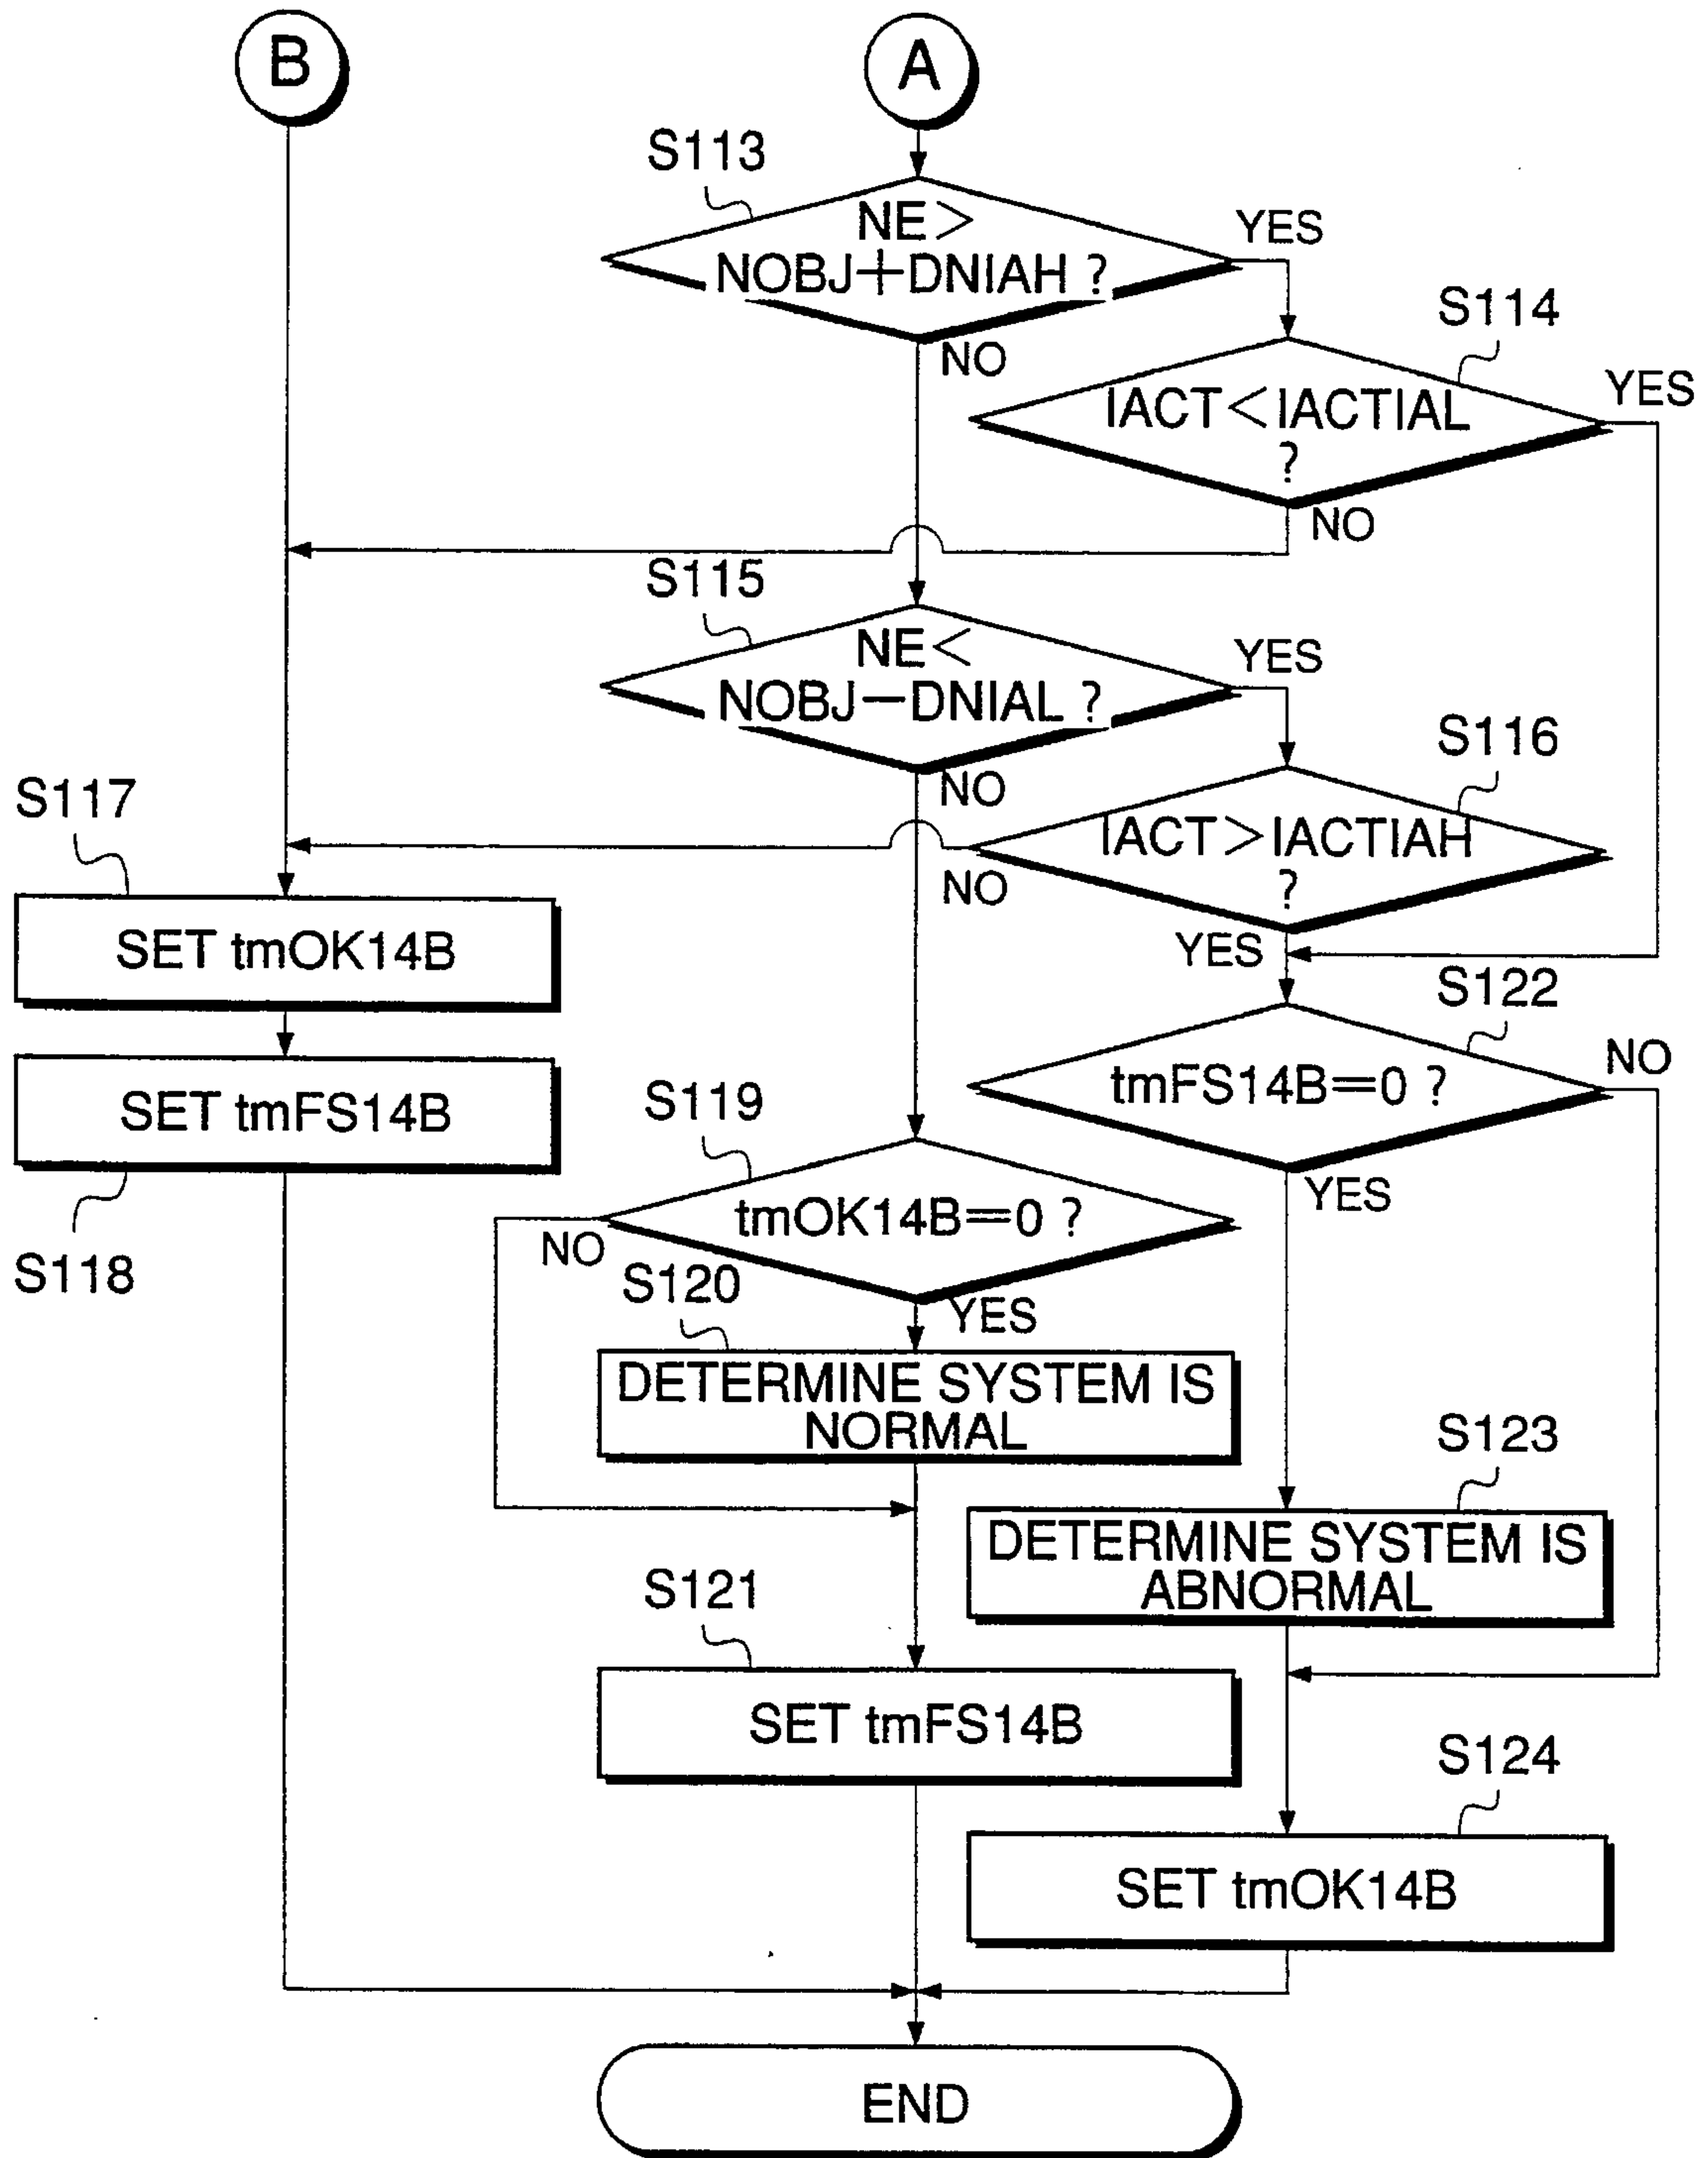 B
A
S113
NE>
NOBJ+DNIAH ?
YES
NO
S114
IACT<IACTIAL
?
YES
NO
S115
NE<
NOBJ-DNIAL ?
YES
NO
S116
IACT>IACTIAH
?
NO
YES
S117
SET tmOK14B
SET tmFS14B
S118
S122
tmFS14B=0 ?
NO
YES
S119
tmOK14B=0 ?
NO
YES
S120
DETERMINE SYSTEM IS
NORMAL
S123
DETERMINE SYSTEM IS
ABNORMAL
S121
SET tmFS14B
S124
SET tmOK14B
END